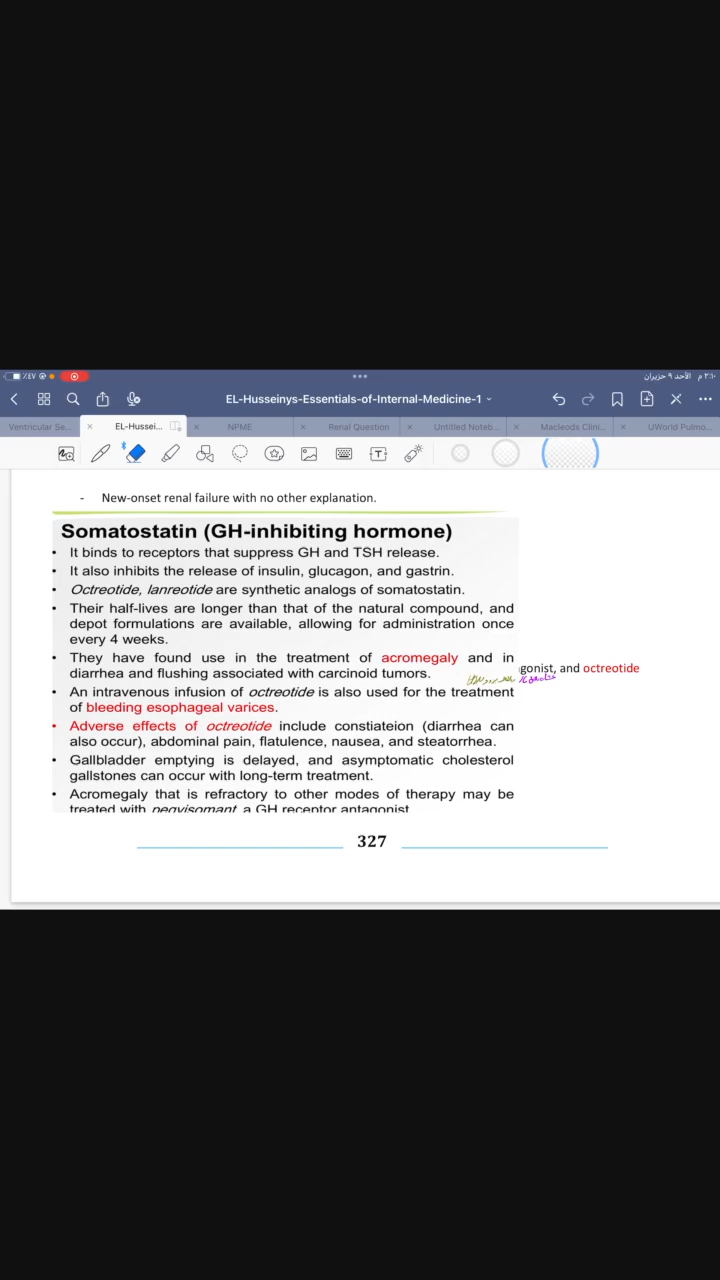 ٪٤٧
٢:١٠ م الأحد ٩ حزيران
EL-Husseinys-Essentials-of-Internal-Medicine-1
Ventricular Se...
EL-Hussei...
NPME
Renal Question
Untitled Noteb...
Macleods Clini...
UWorld Pulmo...
- New-onset renal failure with no other explanation.
Somatostatin (GH-inhibiting hormone)
• It binds to receptors that suppress GH and TSH release.
• It also inhibits the release of insulin, glucagon, and gastrin.
• Octreotide, lanreotide are synthetic analogs of somatostatin.
• Their half-lives are longer than that of the natural compound, and
depot formulations are available, allowing for administration once
every 4 weeks.
• They have found use in the treatment of acromegaly and in
gonist, and octreotide
diarrhea and flushing associated with carcinoid tumors.
• An intravenous infusion of octreotide is also used for the treatment
of bleeding esophageal varices.
• Adverse effects of octreotide include constiateion (diarrhea can
also occur), abdominal pain, flatulence, nausea, and steatorrhea.
• Gallbladder emptying is delayed, and asymptomatic cholesterol
gallstones can occur with long-term treatment.
• Acromegaly that is refractory to other modes of therapy may be
treated with pegvisomant, a GH receptor antagonist.
327